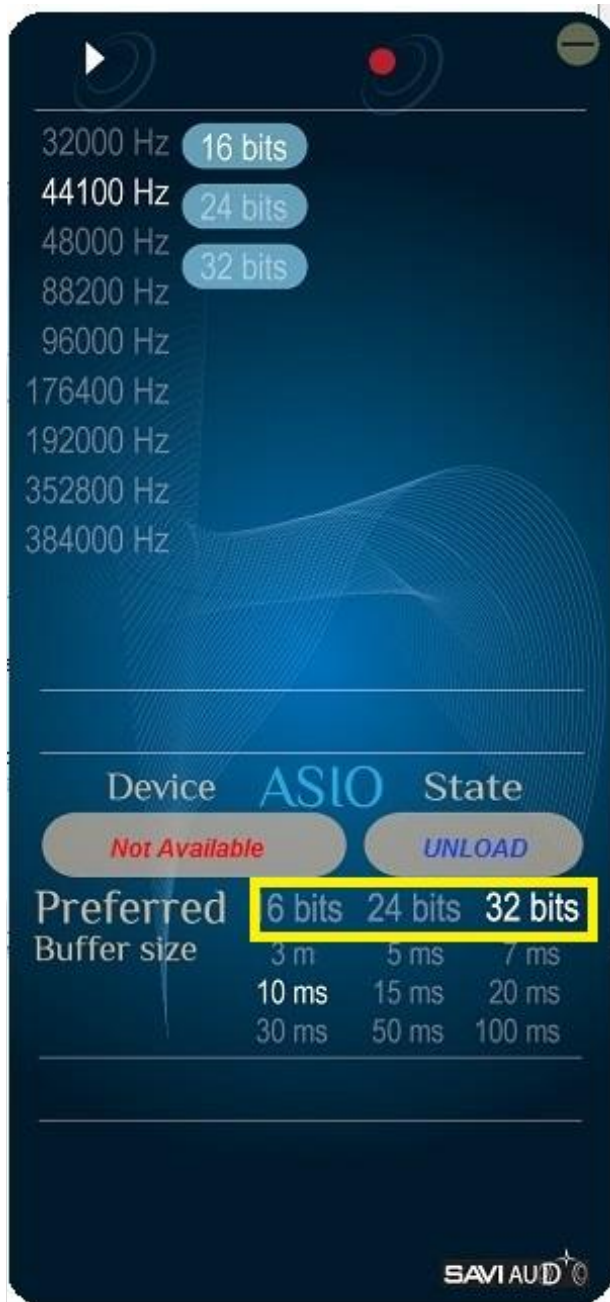 32000 Hz 16 bits
44100 Hz 24 bits
48000 Hz 32 bits
88200 Hz
96000 Hz
176400 Hz
192000 Hz
352800 Hz
384000 Hz
Device ASIO State
Not Available UNLOAD
Preferred 16 bits 24 bits 32 bits
Buffer size 3 m 5 ms 7 ms
10 ms 15 ms 20 ms
30 ms 50 ms 100 ms
SAVI AUDIO